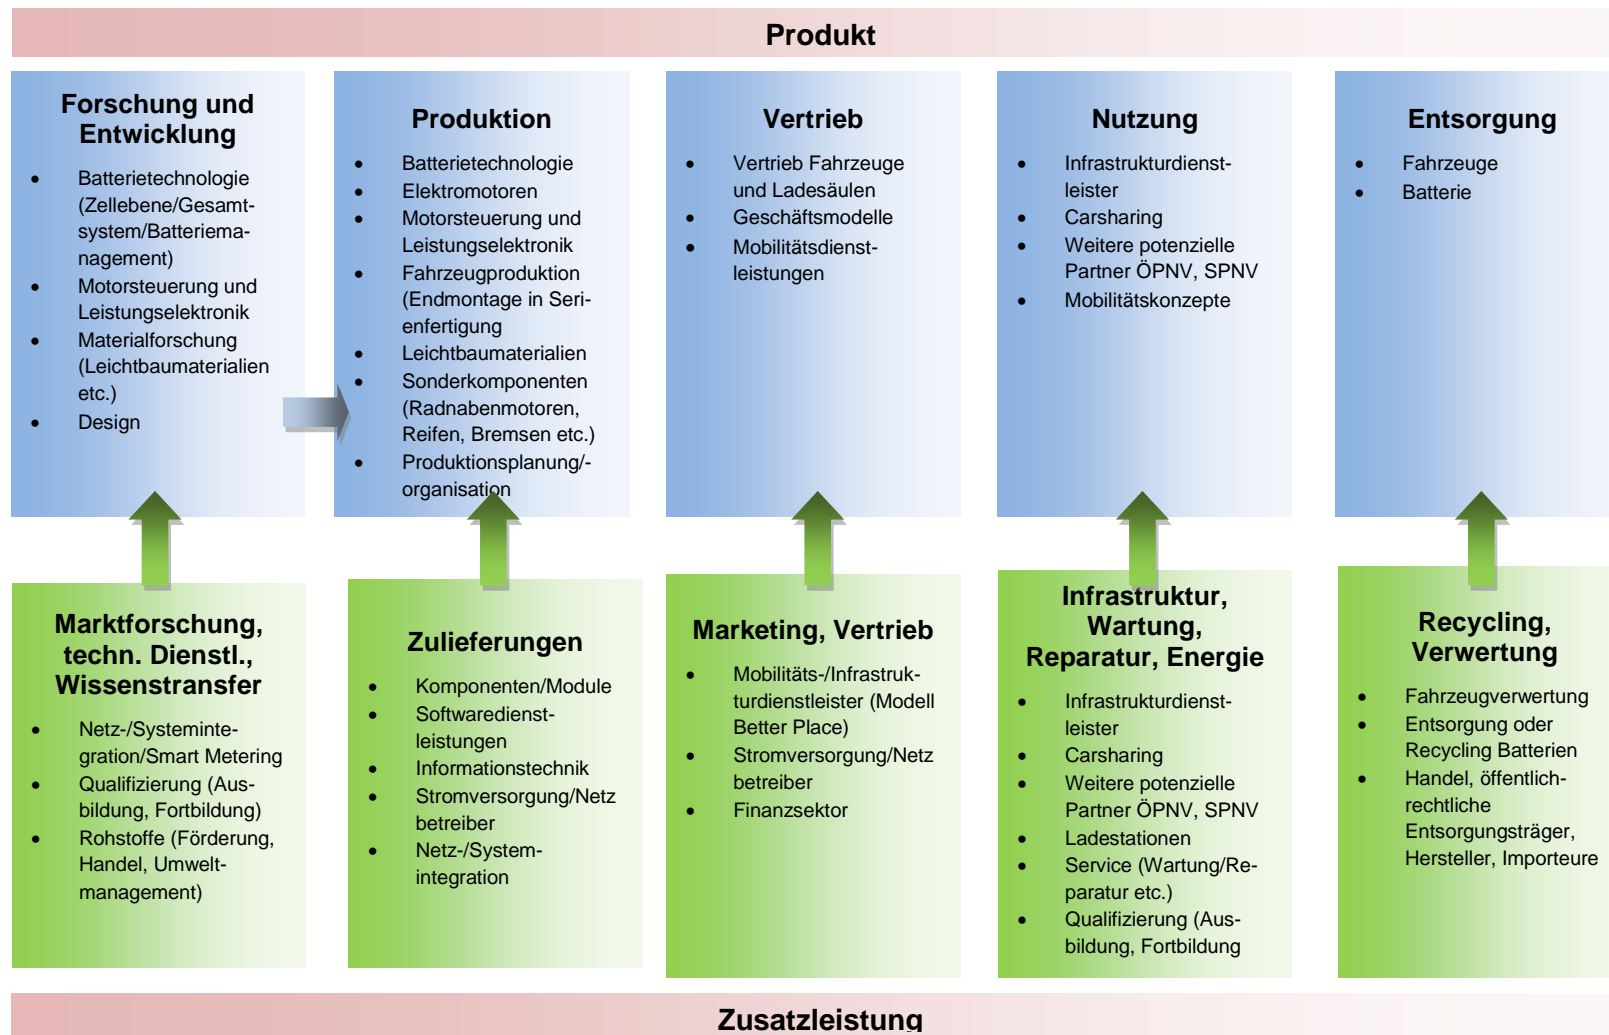 Produkt
Forschung und
Entwicklung
• Batterietechnologie
(Zellebene/Gesamt-
system/Batteriema-
nagement)
• Motorsteuerung und
Leistungselektronik
• Materialforschung
(Leichtbaumaterialien
etc.)
• Design
Produktion
• Batterietechnologie
• Elektromotoren
• Motorsteuerung und
Leistungselektronik
• Fahrzeugproduktion
(Endmontage in Seri-
enfertigung
• Leichtbaumaterialien
• Sonderkomponenten
(Radnabenmotoren,
Reifen, Bremsen etc.)
• Produktionsplanung/-
organisation
Vertrieb
• Vertrieb Fahrzeuge
und Ladesäulen
• Geschäftsmodelle
• Mobilitätsdienst-
leistungen
Nutzung
• Infrastrukturdienst-
leister
• Carsharing
• Weitere potenzielle
Partner ÖPNV, SPNV
• Mobilitätskonzepte
Entsorgung
• Fahrzeuge
• Batterie
Marktforschung,
techn. Dienstl.,
Wissenstransfer
• Netz-/Systeminte-
gration/Smart Metering
• Qualifizierung (Aus-
bildung, Fortbildung)
• Rohstoffe (Förderung,
Handel, Umwelt-
management)
Zulieferungen
• Komponenten/Module
• Softwaredienst-
leistungen
• Informationstechnik
• Stromversorgung/Netz
betreiber
• Netz-/System-
integration
Marketing, Vertrieb
• Mobilitäts-/Infrastruk-
turdienstleister (Modell
Better Place)
• Stromversorgung/Netz
betreiber
• Finanzsektor
Infrastruktur,
Wartung,
Reparatur, Energie
• Infrastrukturdienst-
leister
• Carsharing
• Weitere potenzielle
Partner ÖPNV, SPNV
• Ladestationen
• Service (Wartung/Re-
paratur etc.)
• Qualifizierung (Aus-
bildung, Fortbildung
Recycling,
Verwertung
• Fahrzeugverwertung
• Entsorgung oder
Recycling Batterien
• Handel, öffentlich-
rechtliche
Entsorgungsträger,
Hersteller, Importeure
Zusatzleistung